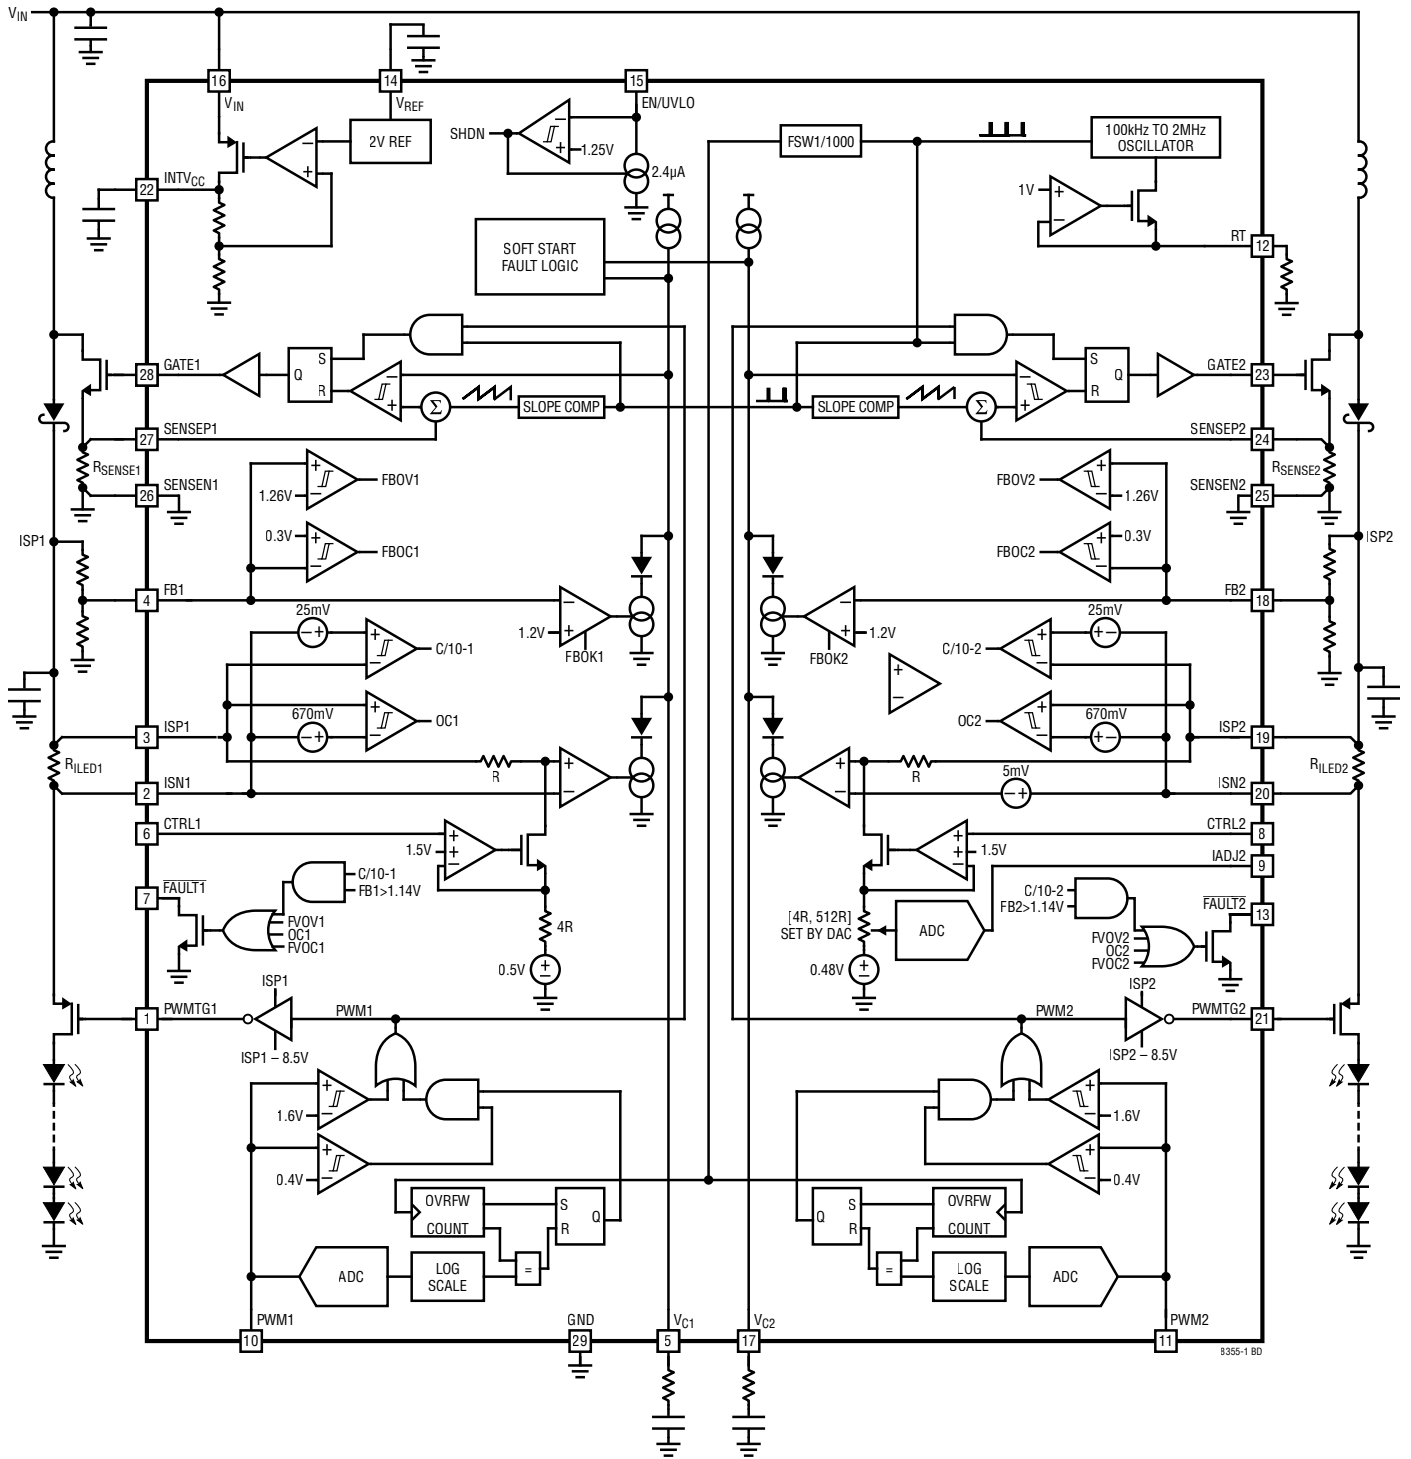 VIN
16
14
15
VIN
VREF
EN/UVLO
2V REF
SHDN
1.25V
2.4µA
FSW1/1000
100kHz TO 2MHz
OSCILLATOR
22
INTVCC
1V
SOFT START
FAULT LOGIC
RT
12
28
GATE1
Q
S
R
Σ
SLOPE COMP
SLOPE COMP
Σ
S
R
Q
GATE2
23
27
SENSEP1
SENSEP2
24
RSENSE1
26
SENSEN1
1.26V
FBOV1
FBOV2
1.26V
SENSEN2
25
RSENSE2
ISP1
0.3V
FBOC1
FBOC2
0.3V
ISP2
4
FB1
FB2
18
25mV
1.2V
FBOK1
1.2V
FBOK2
25mV
C/10-1
C/10-2
670mV
OC1
OC2
670mV
3
ISP1
ISP2
19
RILED1
R
R
5mV
RILED2
2
ISN1
ISN2
20
6
CTRL1
CTRL2
8
1.5V
1.5V
IADJ2
9
7
FAULT1
C/10-1
FB1>1.14V
FVOV1
OC1
FVOC1
4R
0.5V
[4R, 512R]
SET BY DAC
ADC
0.48V
C/10-2
FB2>1.14V
FVOV2
OC2
FVOC2
FAULT2
13
ISP1
ISP2
1
PWMTG1
PWM1
PWM2
PWMTG2
21
ISP1 – 8.5V
ISP2 – 8.5V
1.6V
1.6V
0.4V
0.4V
OVRFW
COUNT
S
R
Q
Q
S
R
OVRFW
COUNT
ADC
LOG
SCALE
=
=
LOG
SCALE
ADC
PWM1
10
GND
29
VC1
5
VC2
17
PWM2
11
8355-1 BD